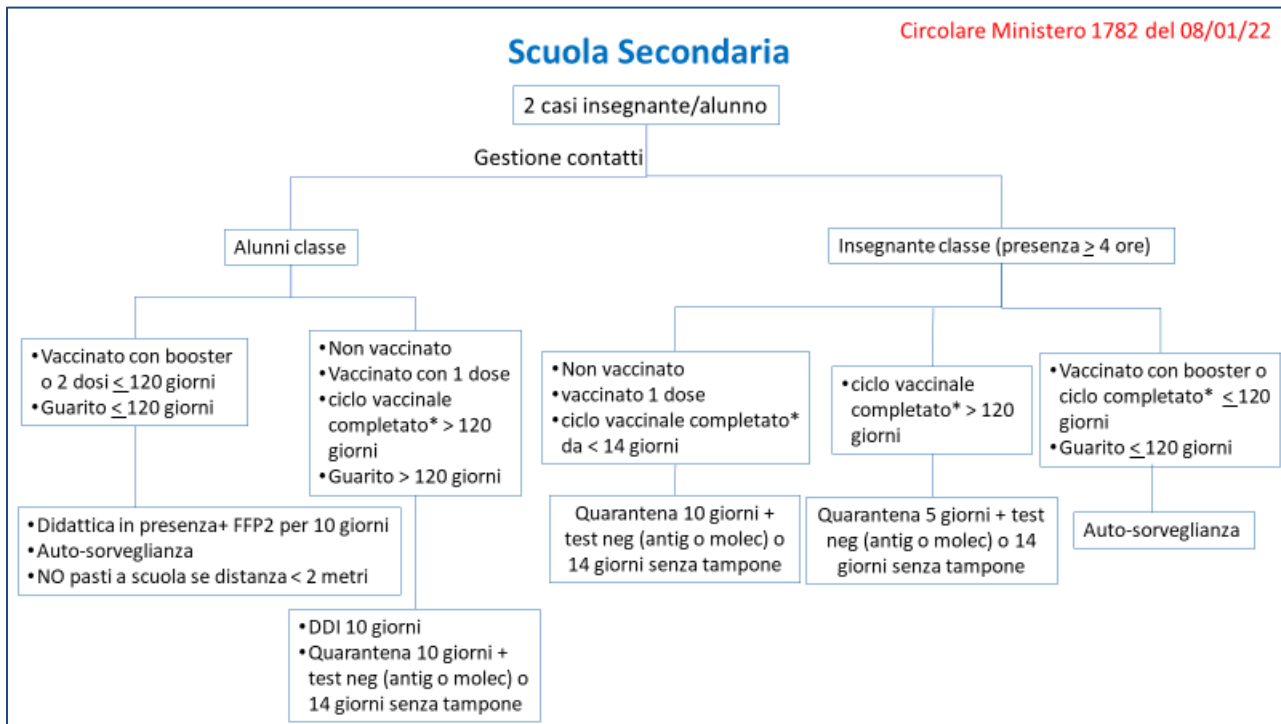 Circolare Ministero 1782 del 08/01/22
Scuola Secondaria
2 casi insegnante/alunno
Gestione contatti
Alunni classe
Insegnante classe (presenza ≥ 4 ore)
•Vaccinato con booster
o 2 dosi ≤ 120 giorni
•Guarito ≤ 120 giorni
•Non vaccinato
•Vaccinato con 1 dose
•ciclo vaccinale
completato* > 120
giorni
•Guarito > 120 giorni
•Non vaccinato
•vaccinato 1 dose
•ciclo vaccinale completato*
da < 14 giorni
•ciclo vaccinale
completato* > 120
giorni
•Vaccinato con booster o
ciclo completato* ≤120
giorni
•Guarito ≤ 120 giorni
•Didattica in presenza+ FFP2 per 10 giorni
•Auto-sorveglianza
•NO pasti a scuola se distanza < 2 metri
Quarantena 10 giorni +
test neg (antig o molec) o
14 giorni senza tampone
Quarantena 5 giorni + test
neg (antig o molec) o 14
giorni senza tampone
Auto-sorveglianza
•DDI 10 giorni
•Quarantena 10 giorni +
test neg (antig o molec) o
14 giorni senza tampone